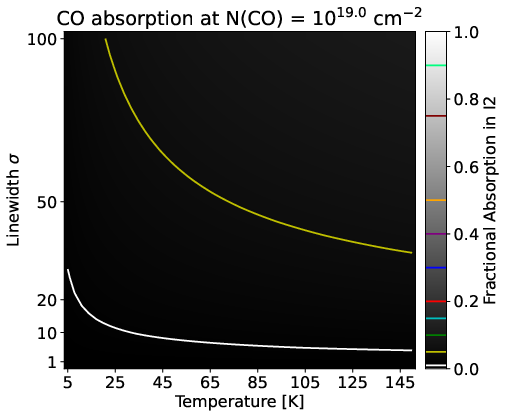 CO absorption at N(CO) = 10^19.0 cm^−2
Linewidth σ
100
50
20
10
1
5 25 45 65 85 105 125 145
Temperature [K]
1.0
0.8
0.6
0.4
0.2
0.0
Fractional Absorption in I2